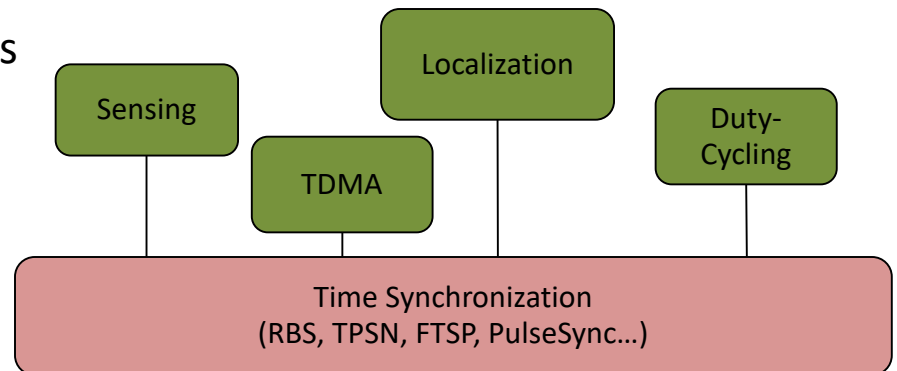 s
Localization
Sensing
Duty-
Cycling
TDMA
Time Synchronization
(RBS, TPSN, FTSP, PulseSync...)